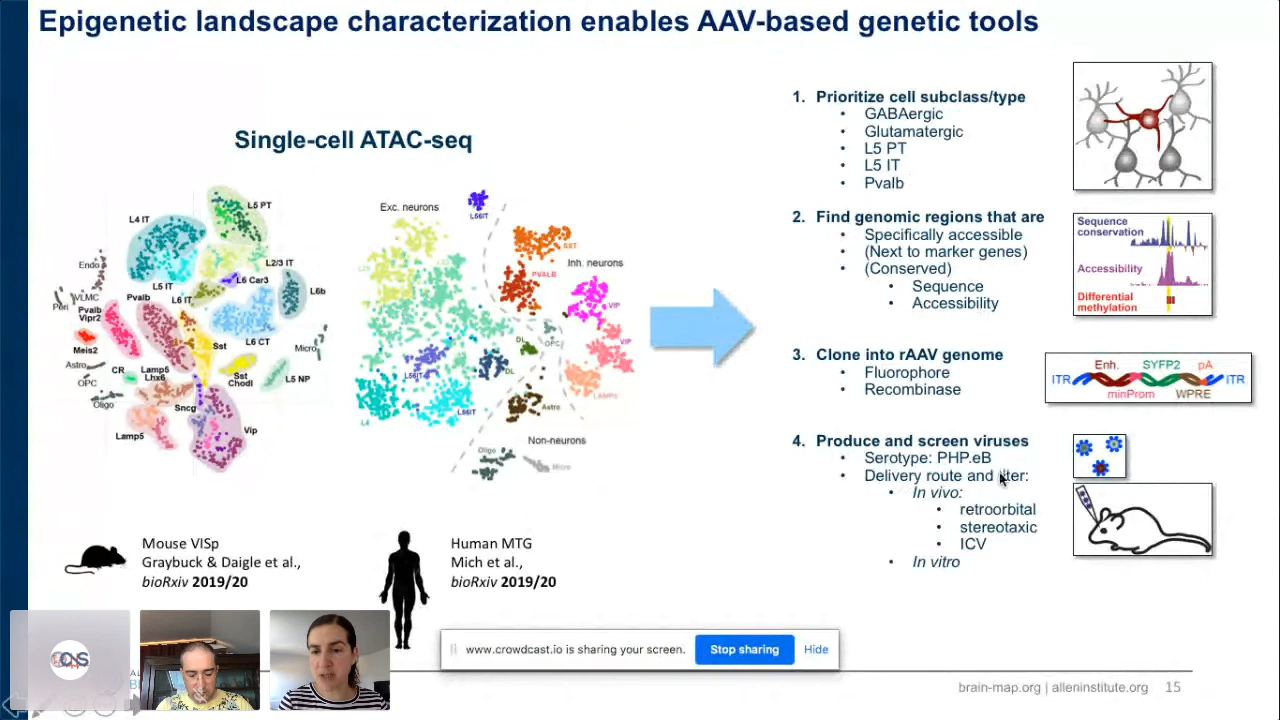 Epigenetic landscape characterization enables AAV-based genetic tools
Single-cell ATAC-seq
L4 IT
L5 PT
Endo
L2/3 IT
L5 IT
L6 Car3
VLMC
Peri
Pvalb
L6 IT
L6b
Pvalb
Vipr2
L6 CT
Meis2
Sst
Micro
Astro
CR
Lamp5
Lhx6
Sst
Chodl
L5 NP
OPC
Oligo
Sncg
Lamp5
Vip
Exc. neurons
L56IT
SST
Inh. neurons
PVALB
VIP
OPC
DL
VIP
L56IT
DL
LAMP5
L56IT
L4
Astro
Non-neurons
Oligo
Micro
1. Prioritize cell subclass/type
• GABAergic
• Glutamatergic
• L5 PT
• L5 IT
• Pvalb
2. Find genomic regions that are
• Specifically accessible
• (Next to marker genes)
• (Conserved)
• Sequence
• Accessibility
Sequence
conservation
Accessibility
Differential
methylation
3. Clone into rAAV genome
• Fluorophore
• Recombinase
Enh. SYFP2 pA
ITR ITR
minProm WPRE
4. Produce and screen viruses
• Serotype: PHP.eB
• Delivery route and
• In vivo:
• retroorbital
• stereotaxic
• ICV
• In vitro
Mouse VISp
Graybuck & Daigle et al.,
bioRxiv 2019/20
Human MTG
Mich et al.,
bioRxiv 2019/20
www.crowdcast.io is sharing your screen. Stop sharing Hide
brain-map.org | alleninstitute.org 15